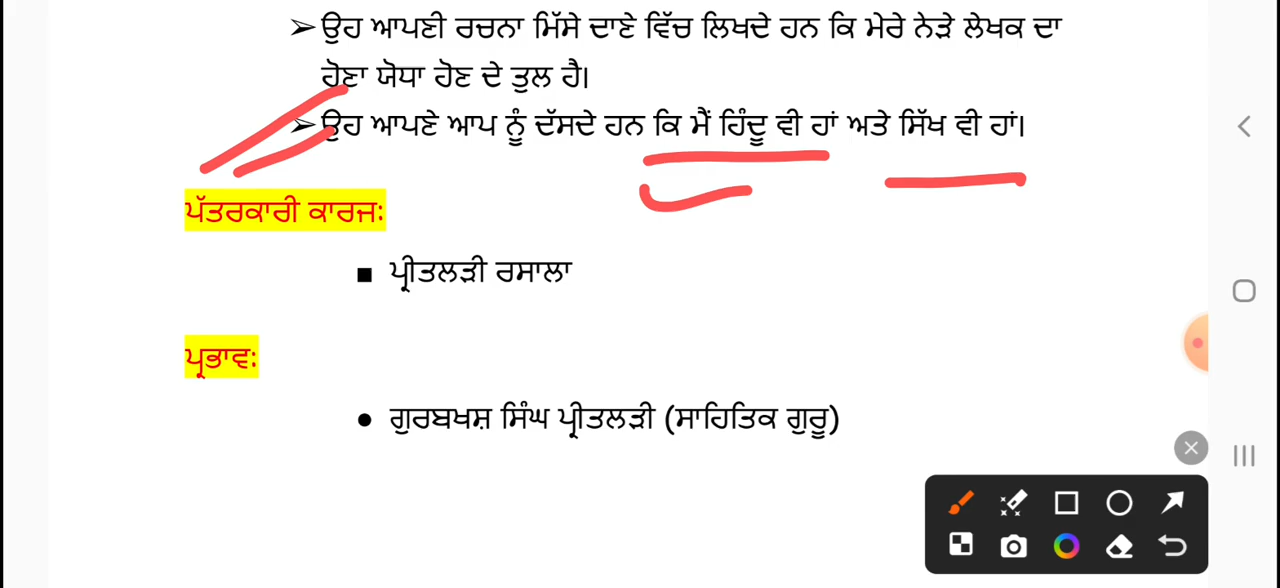 ➢ ਉਹ ਆਪਣੀ ਰਚਨਾ ਮਿੱਸੇ ਦਾਣੇ ਵਿੱਚ ਲਿਖਦੇ ਹਨ ਕਿ ਮੇਰੇ ਨੇੜੇ ਲੇਖਕ ਦਾ
ਹੋਣਾ ਯੋਧਾ ਹੋਣ ਦੇ ਤੁਲ ਹੈ।
➢ ਉਹ ਆਪਣੇ ਆਪ ਨੂੰ ਦੱਸਦੇ ਹਨ ਕਿ ਮੈਂ ਹਿੰਦੂ ਵੀ ਹਾਂ ਅਤੇ ਸਿੱਖ ਵੀ ਹਾਂ।
ਪੱਤਰਕਾਰੀ ਕਾਰਜ:
▪ ਪ੍ਰੀਤਲੜੀ ਰਸਾਲਾ
ਪ੍ਰਭਾਵ:
• ਗੁਰਬਖਸ਼ ਸਿੰਘ ਪ੍ਰੀਤਲੜੀ (ਸਾਹਿਤਿਕ ਗੁਰੂ)